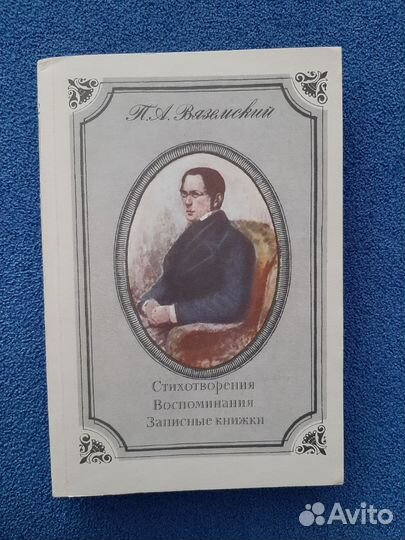 П.А. Вяземский
Стихотворения
Воспоминания
Записные книжки
Avito